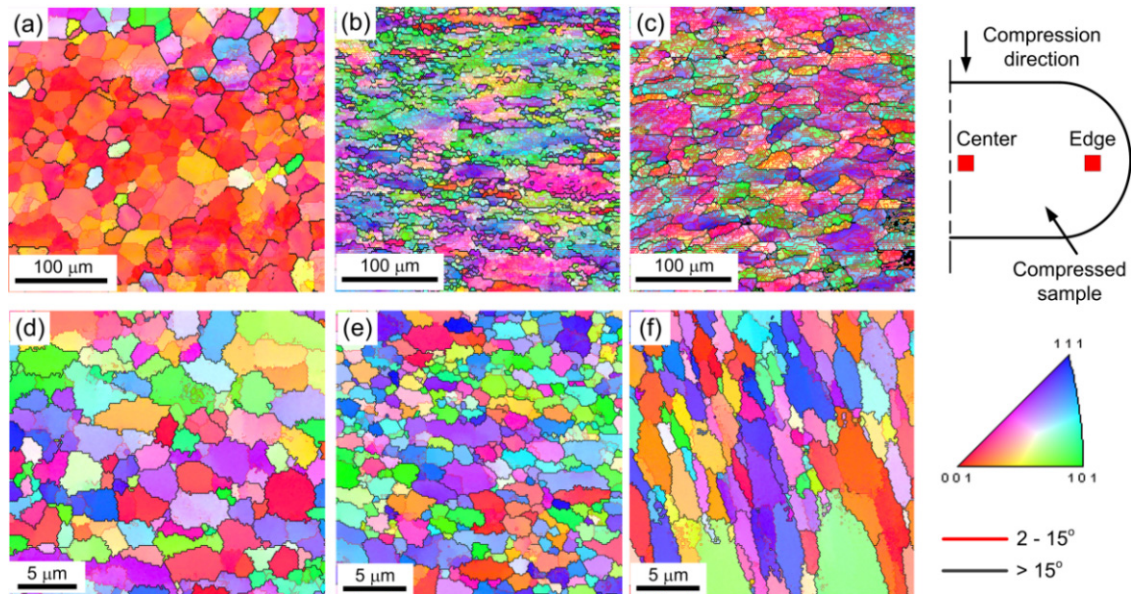 (a)
(b)
(c)
100 μm
100 μm
100 μm
Compression
direction
Center
Edge
Compressed
sample
(d)
(e)
(f)
5 μm
5 μm
5 μm
1 1 1
0 0 1
1 0 1
2 - 15°
> 15°